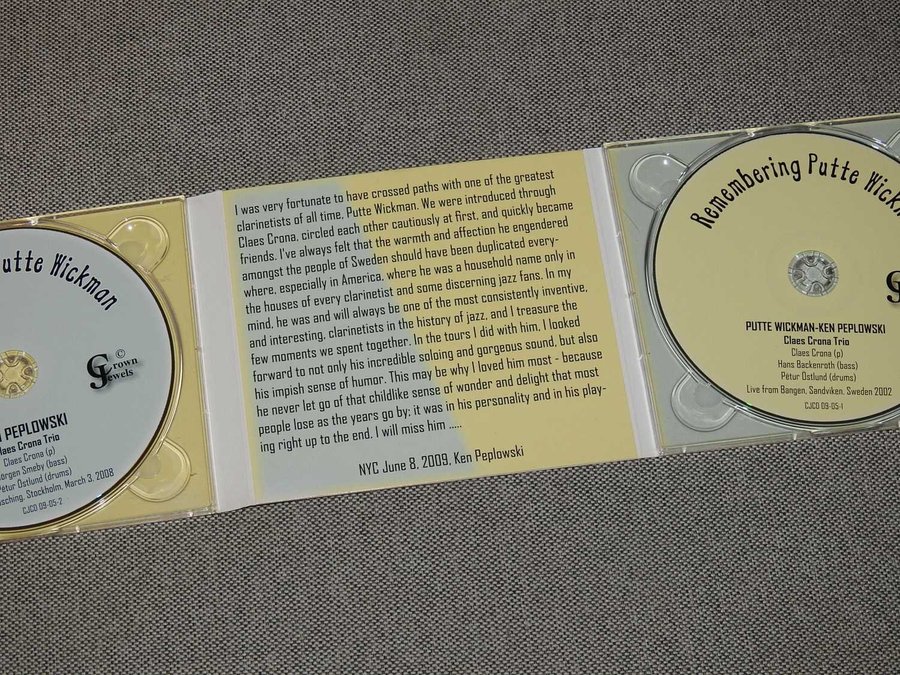 utte Wickman
© Crown Jewels
N PEPLOWSKI
Claes Crona Trio
Claes Crona (p)
Jörgen Smeby (bass)
Pétur Östlund (drums)
asching, Stockholm, March 3, 2008
CJCD 09-05-2
I was very fortunate to have crossed paths with one of the greatest
clarinetists of all time, Putte Wickman. We were introduced through
Claes Crona, circled each other cautiously at first, and quickly became
friends. I've always felt that the warmth and affection he engendered
amongst the people of Sweden should have been duplicated every-
where, especially in America, where he was a household name only in
the houses of every clarinetist and some discerning jazz fans. In my
mind, he was and will always be one of the most consistently inventive,
and interesting, clarinetists in the history of jazz, and I treasure the
few moments we spent together. In the tours I did with him, I looked
forward to not only his incredible soloing and gorgeous sound, but also
his impish sense of humor. This may be why I loved him most - because
he never let go of that childlike sense of wonder and delight that most
people lose as the years go by; it was in his personality and in his play-
ing right up to the end. I will miss him .....
NYC June 8, 2009, Ken Peplowski
Remembering Putte Wickm
PUTTE WICKMAN-KEN PEPLOWSKI
Claes Crona Trio
Claes Crona (p)
Hans Backenroth (bass)
Pétur Östlund (drums)
Live from Bangen, Sandviken, Sweden 2002
CJCD 09-05-1